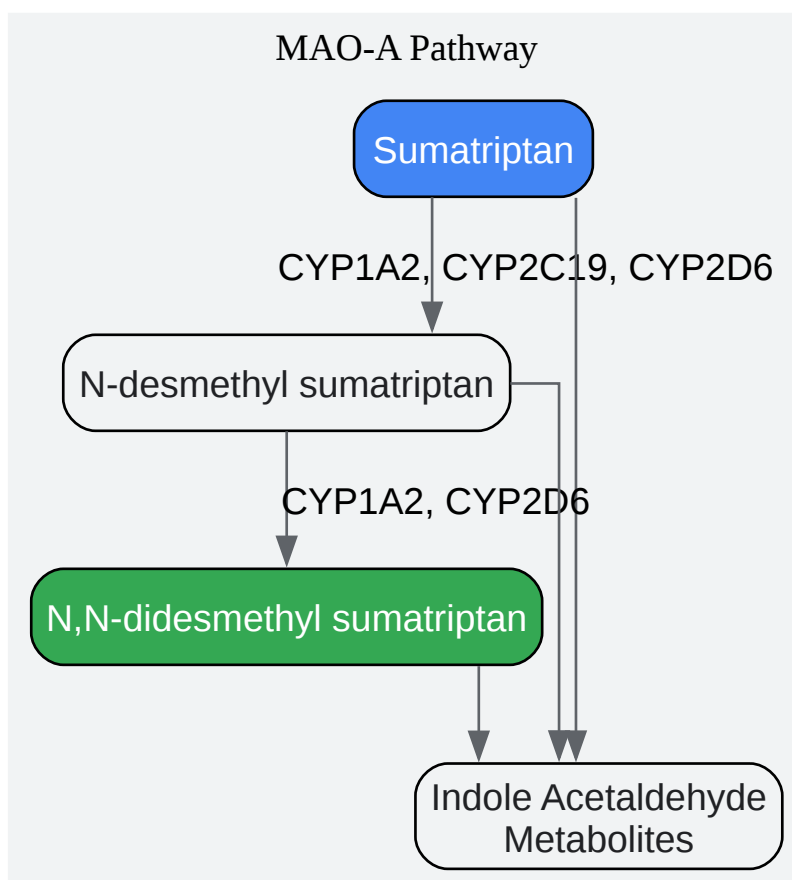 MAO-A Pathway
Sumatriptan
CYP1A2, CYP2C19, CYP2D6
N-desmethyl sumatriptan
CYP1A2, CYP2D6
N,N-didesmethyl sumatriptan
Indole Acetaldehyde
Metabolites